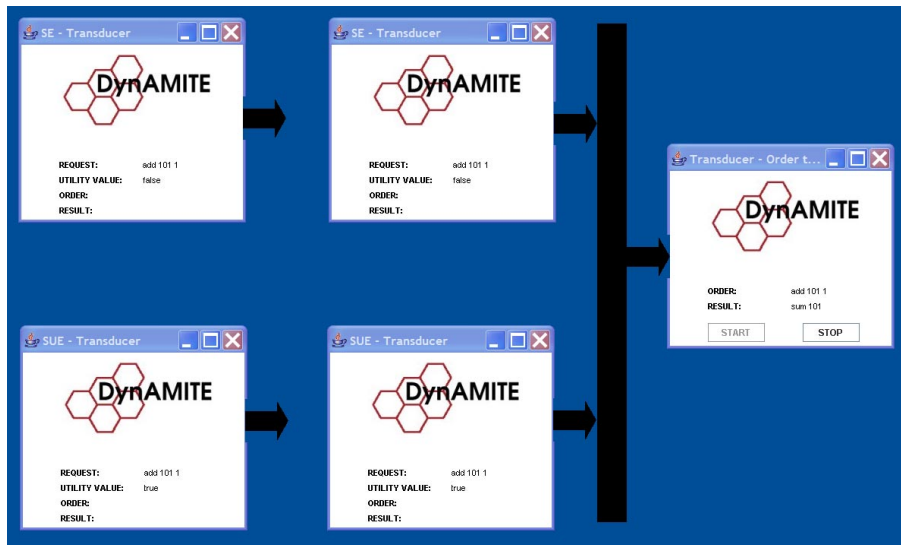 SE - Transducer
DynAMITE
REQUEST: add 101 1
UTILITY VALUE: false
ORDER:
RESULT:
SE - Transducer
DynAMITE
REQUEST: add 101 1
UTILITY VALUE: false
ORDER:
RESULT:
Transducer - Order t...
DynAMITE
ORDER: add 101 1
RESULT: sum 101
START STOP
SUE - Transducer
DynAMITE
REQUEST: add 101 1
UTILITY VALUE: true
ORDER:
RESULT:
SUE - Transducer
DynAMITE
REQUEST: add 101 1
UTILITY VALUE: true
ORDER:
RESULT: